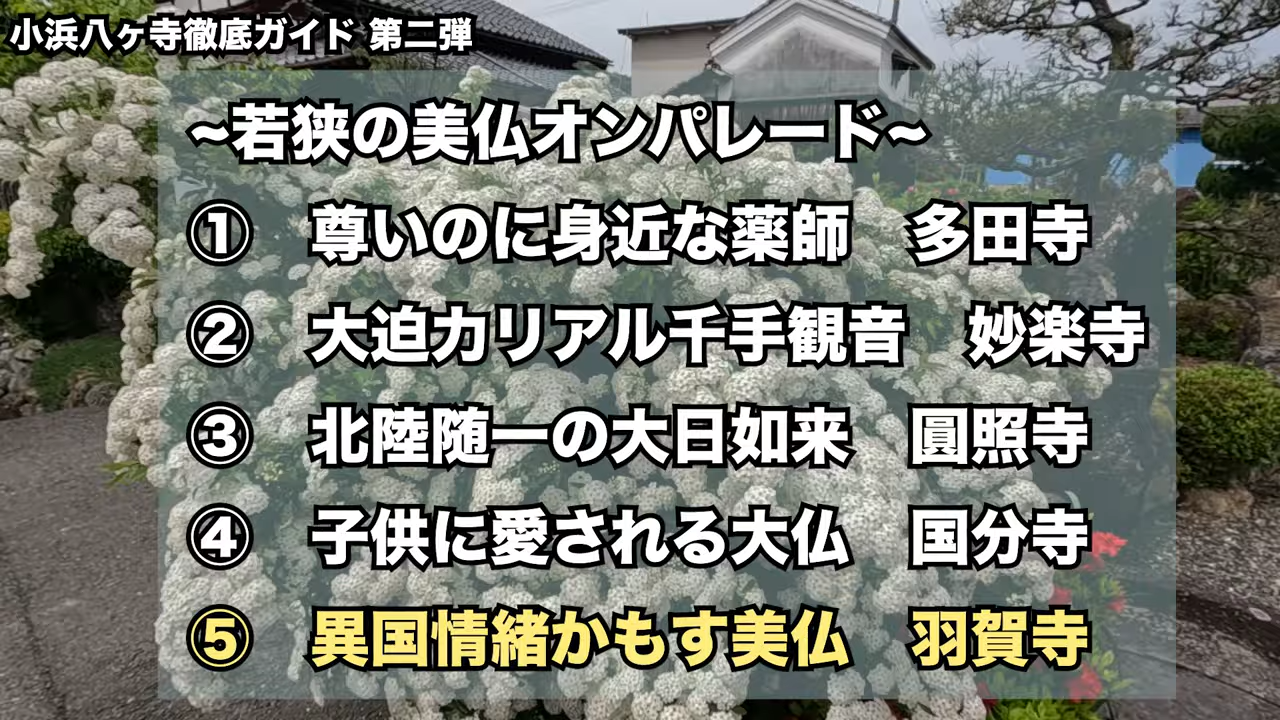 小浜八ヶ寺徹底ガイド 第二弾
~若狭の美仏オンパレード~
① 尊いのに身近な薬師 多田寺
② 大迫力リアル千手観音 妙楽寺
③ 北陸随一の大日如来 圓照寺
④ 子供に愛される大仏 国分寺
⑤ 異国情緒かもす美仏 羽賀寺